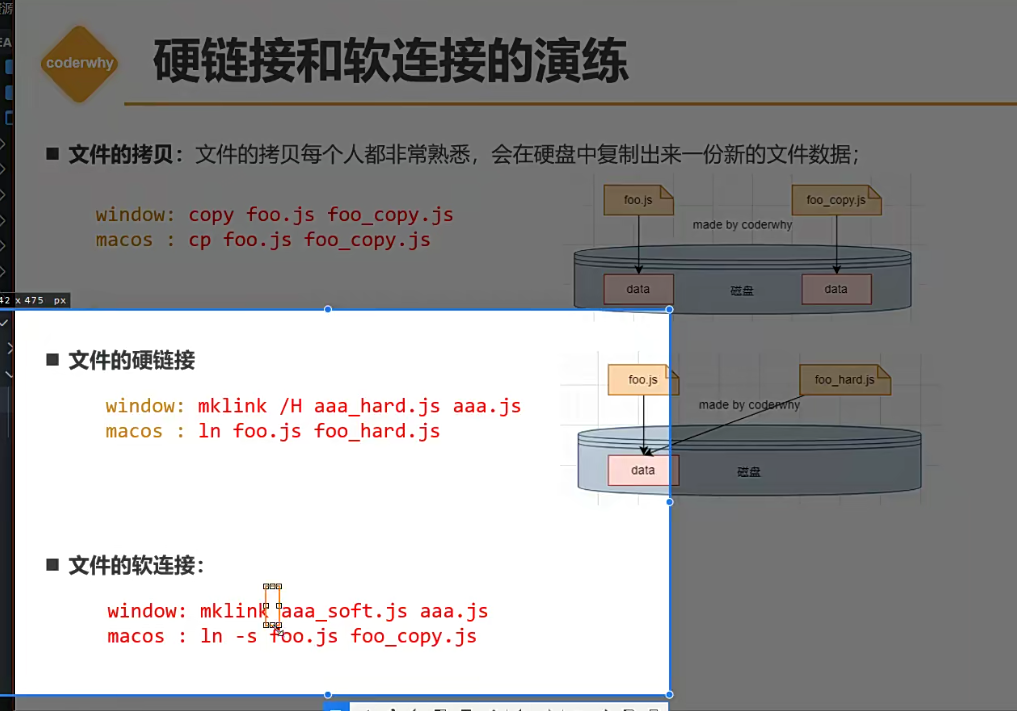 coderwhy
硬链接和软连接的演练
■ 文件的拷贝：文件的拷贝每个人都非常熟悉，会在硬盘中复制出来一份新的文件数据；
window: copy foo.js foo_copy.js
macos : cp foo.js foo_copy.js
foo.js
foo_copy.js
made by coderwhy
data
磁盘
data
42 x 475 px
■ 文件的硬链接
window: mklink /H aaa_hard.js aaa.js
macos : ln foo.js foo_hard.js
foo.js
foo_hard.js
made by coderwhy
data
磁盘
■ 文件的软连接：
window: mklink aaa_soft.js aaa.js
macos : ln -s foo.js foo_copy.js